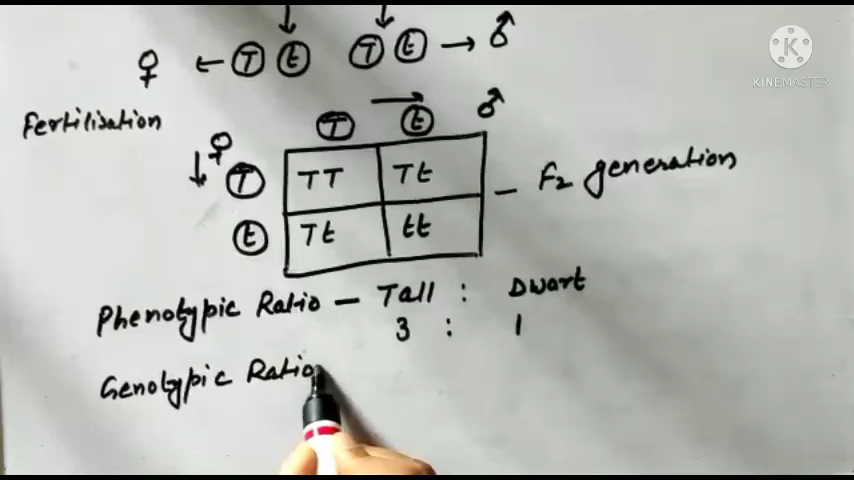 ♀ ← T t T t → ♂
K
KINEMASTER
Fertilisation
→ ♂
T t
♀
↓ T TT Tt – F2 generation
t Tt tt
Phenotypic Ratio – Tall : Dwart
3 : 1
Genotypic Ratio